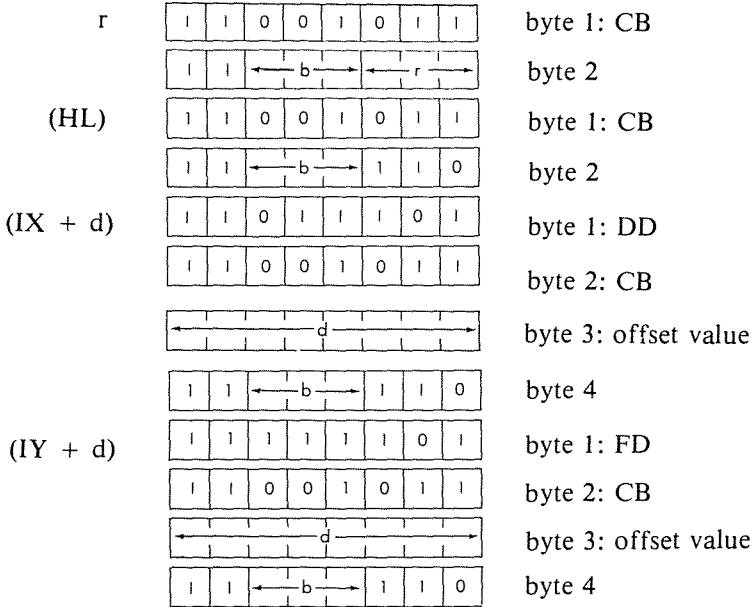 r 1 1 0 0 1 0 1 1 byte 1: CB
1 1 b r byte 2
(HL) 1 1 0 0 1 0 1 1 byte 1: CB
1 1 b 1 1 0 byte 2
(IX + d) 1 1 0 1 1 1 0 1 byte 1: DD
1 1 0 0 1 0 1 1 byte 2: CB
d byte 3: offset value
1 1 b 1 1 0 byte 4
(IY + d) 1 1 1 1 1 1 0 1 byte 1: FD
1 1 0 0 1 0 1 1 byte 2: CB
d byte 3: offset value
1 1 b 1 1 0 byte 4